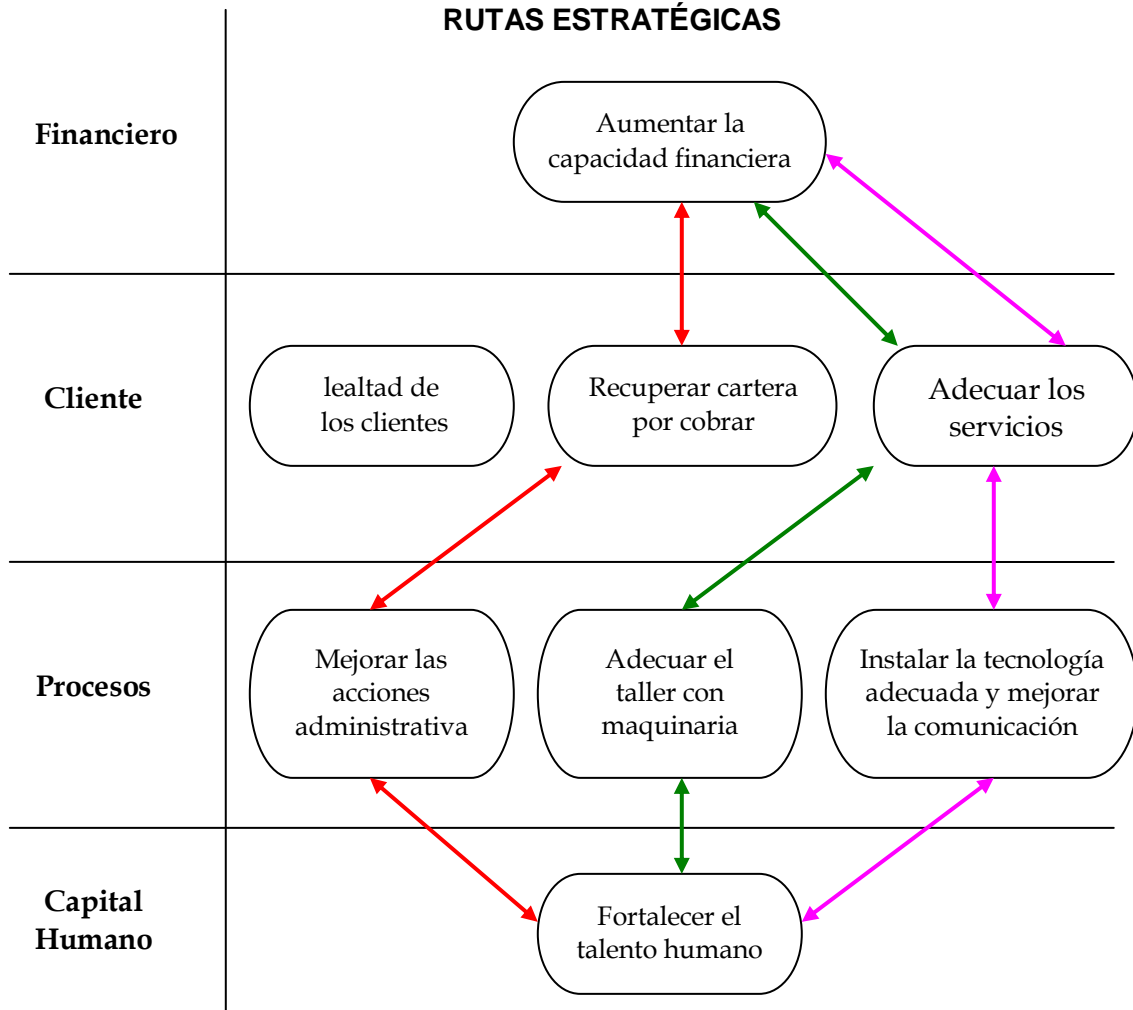 RUTAS ESTRATÉGICAS
Financiero
Aumentar la
capacidad financiera
Cliente
lealtad de
los clientes
Recuperar cartera
por cobrar
Adecuar los
servicios
Procesos
Mejorar las
acciones
administrativa
Adecuar el
taller con
maquinaria
Instalar la tecnología
adecuada y mejorar
la comunicación
Capital
Humano
Fortalecer el
talento humano